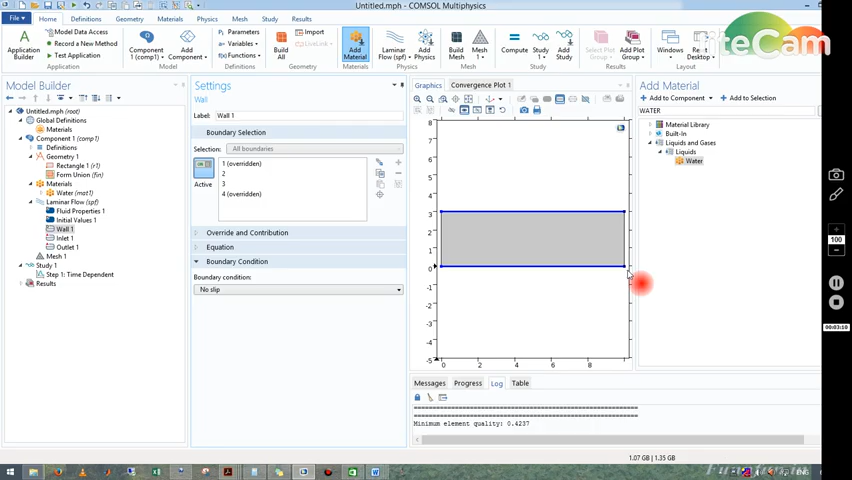 Untitled.mph - COMSOL Multiphysics
File
Home
Definitions
Geometry
Materials
Physics
Mesh
Study
Results
Application Builder
Model Data Access
Record a New Method
Test Application
Application
Component 1 (comp1)
Add Component
Model
Parameters
Variables
Functions
Definitions
Build All
Import
LiveLink
Geometry
Add Material
Materials
Laminar Flow (spf)
Add Physics
Physics
Build Mesh
Mesh 1
Mesh
Compute
Study 1
Add Study
Study
Select Plot Group
Add Plot Group
Results
Windows
Reset Desktop
Layout
iteCam
Model Builder
Untitled.mph (root)
Global Definitions
Materials
Component 1 (comp1)
Definitions
Geometry 1
Rectangle 1 (r1)
Form Union (fin)
Materials
Water (mat1)
Laminar Flow (spf)
Fluid Properties 1
Initial Values 1
Wall 1
Inlet 1
Outlet 1
Mesh 1
Study 1
Step 1: Time Dependent
Results
Settings
Wall
Label: Wall 1
Boundary Selection
Selection: All boundaries
Active
1 (overridden)
2
3
4 (overridden)
Override and Contribution
Equation
Boundary Condition
Boundary condition:
No slip
Graphics
Convergence Plot 1
8
7
6
5
4
3
2
1
0
-1
-2
-3
-4
-5
0 2 4 6 8
Messages
Progress
Log
Table
Minimum element quality: 0.4237
1.07 GB | 1.35 GB
Add Material
Add to Component
Add to Selection
WATER
Material Library
Built-In
Liquids and Gases
Liquids
Water
100
00:03:10
ENG